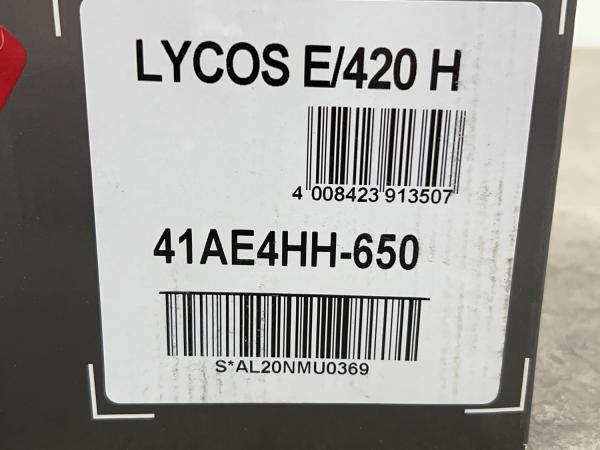 LYCOS E/420 H
4 008423 913507
41AE4HH-650
S*AL20NMU0369